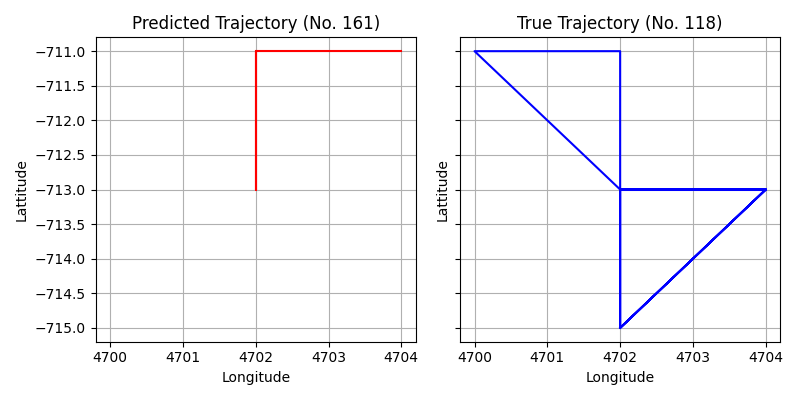 Predicted Trajectory (No. 161)
−711.0
−711.5
−712.0
−712.5
−713.0
−713.5
−714.0
−714.5
−715.0
Lattitude
4700 4701 4702 4703 4704
Longitude
True Trajectory (No. 118)
Lattitude
4700 4701 4702 4703 4704
Longitude